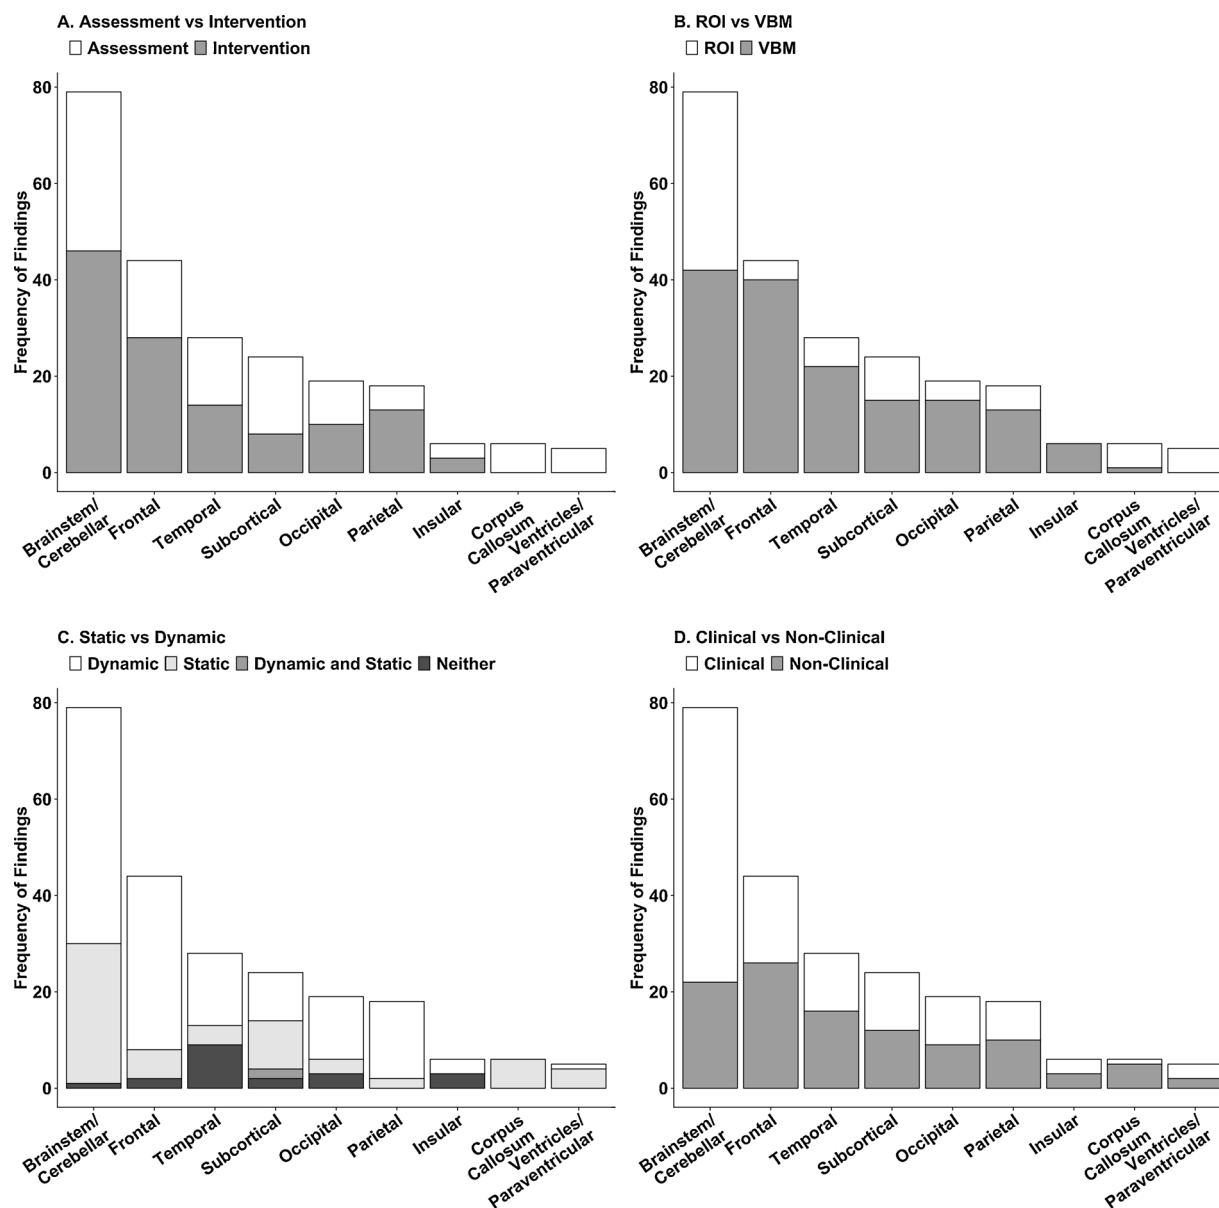 A. Assessment vs Intervention
Assessment Intervention
Frequency of Findings
80
60
40
20
0
Brainstem/
Cerebellar
Frontal
Temporal
Subcortical
Occipital
Parietal
Insular
Corpus
Callosum
Ventricles/
Paraventricular
B. ROI vs VBM
ROI VBM
Frequency of Findings
80
60
40
20
0
Brainstem/
Cerebellar
Frontal
Temporal
Subcortical
Occipital
Parietal
Insular
Corpus
Callosum
Ventricles/
Paraventricular
C. Static vs Dynamic
Dynamic Static Dynamic and Static Neither
Frequency of Findings
80
60
40
20
0
Brainstem/
Cerebellar
Frontal
Temporal
Subcortical
Occipital
Parietal
Insular
Corpus
Callosum
Ventricles/
Paraventricular
D. Clinical vs Non-Clinical
Clinical Non-Clinical
Frequency of Findings
80
60
40
20
0
Brainstem/
Cerebellar
Frontal
Temporal
Subcortical
Occipital
Parietal
Insular
Corpus
Callosum
Ventricles/
Paraventricular